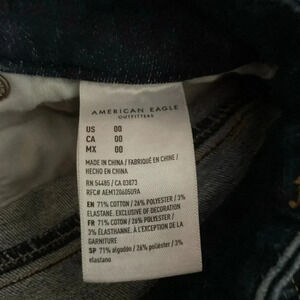 AMERICAN EAGLE
OUTFITTERS
US 00
CA 00
MX 00
MADE IN CHINA / FABRIQUÉ EN CHINE /
HECHO EN CHINA
RN 54485 / CA 03873
RFC# AEM120605U9A
EN 71% COTTON / 26% POLYESTER / 3%
ELASTANE. EXCLUSIVE OF DECORATION
FR 71% COTON / 26% POLYESTER /
3% ÉLASTHANNE. À L'EXCEPTION DE LA
GARNITURE
SP 71% algodón / 26% poliéster / 3%
elastano